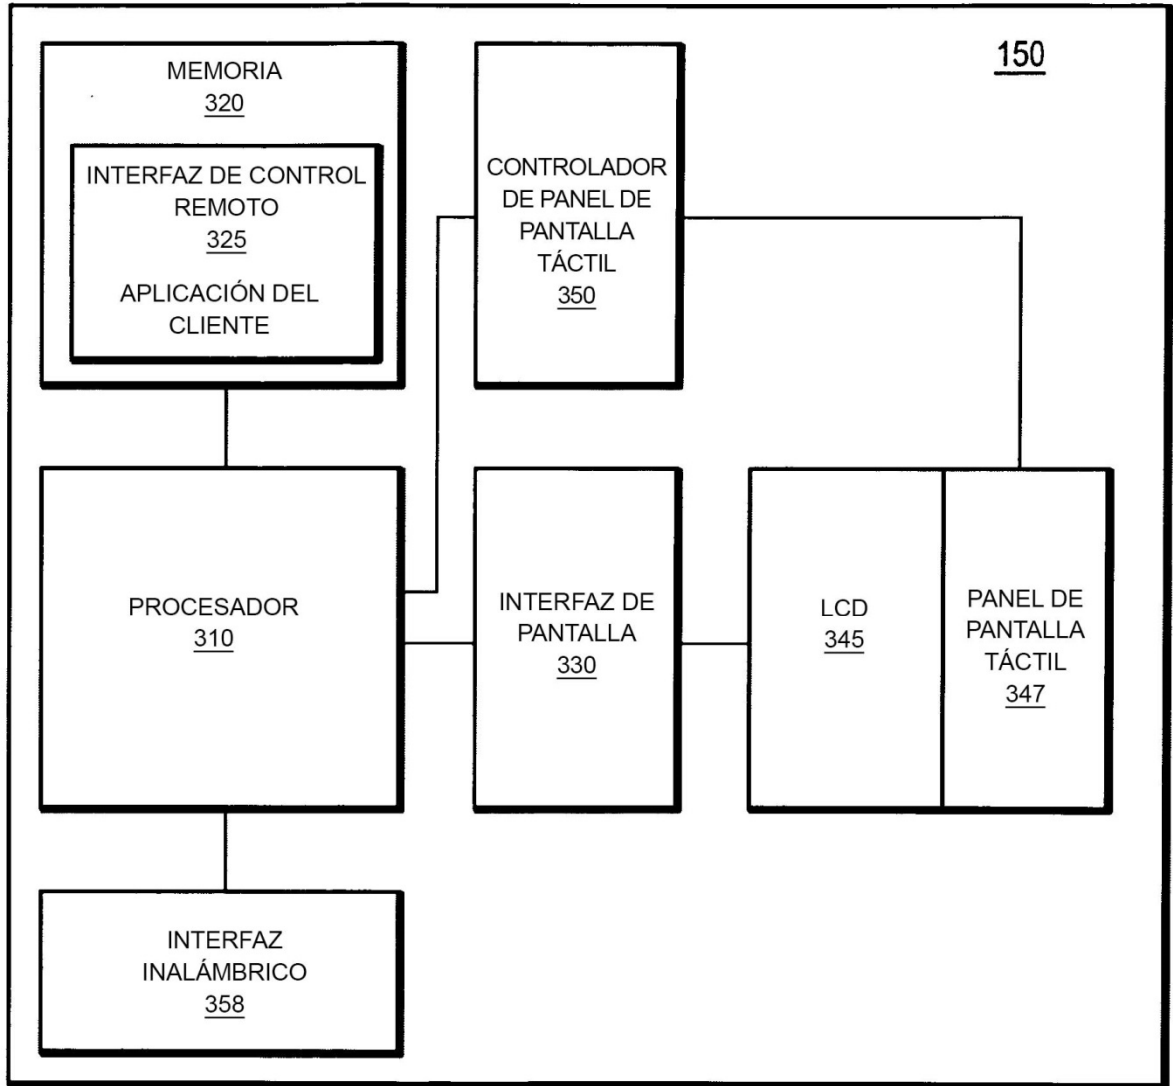 150
MEMORIA
320
INTERFAZ DE CONTROL
REMOTO
325
APLICACIÓN DEL
CLIENTE
CONTROLADOR
DE PANEL DE
PANTALLA
TÁCTIL
350
PROCESADOR
310
INTERFAZ DE
PANTALLA
330
LCD
345
PANEL DE
PANTALLA
TÁCTIL
347
INTERFAZ
INALÁMBRICO
358